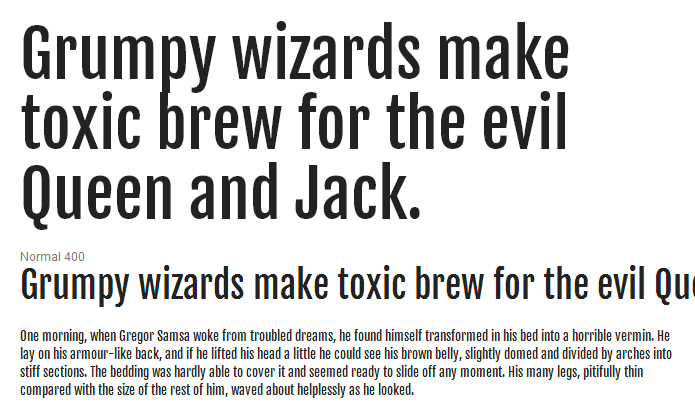 Grumpy wizards make
toxic brew for the evil
Queen and Jack.
Normal 400
Grumpy wizards make toxic brew for the evil
One morning, when Gregor Samsa woke from troubled dreams, he found himself transformed in his bed into a horrible vermin. He
lay on his armour-like back, and if he lifted his head a little he could see his brown belly, slightly domed and divided by arches into
stiff sections. The bedding was hardly able to cover it and seemed ready to slide off any moment. His many legs, pitifully thin
compared with the size of the rest of him, waved about helplessly as he looked.